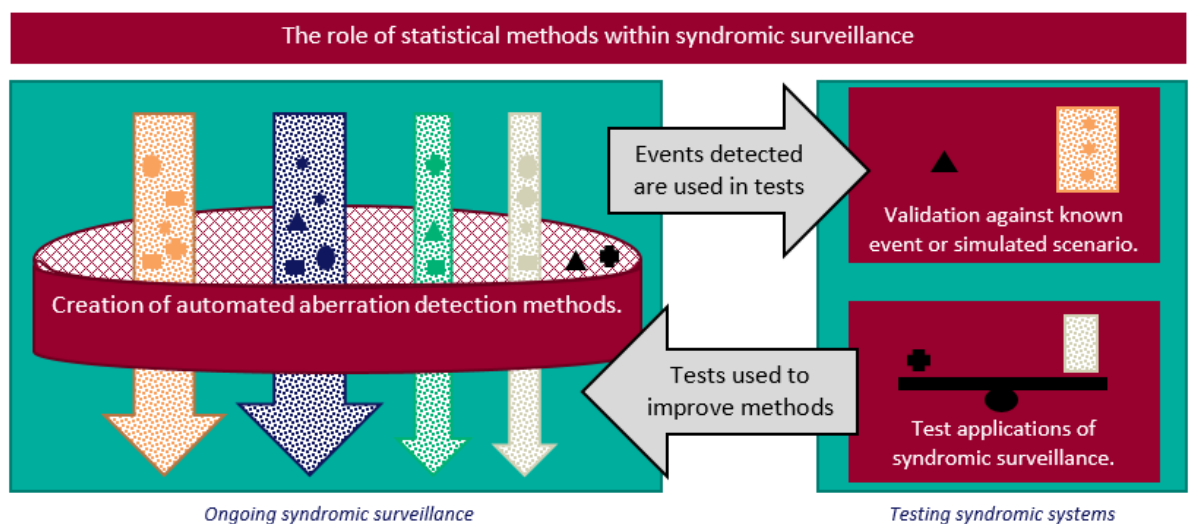 The role of statistical methods within syndromic surveillance
Events detected
are used in tests
Validation against known
event or simulated scenario.
Creation of automated aberration detection methods.
Tests used to
improve methods
Test applications of
syndromic surveillance.
Ongoing syndromic surveillance
Testing syndromic systems